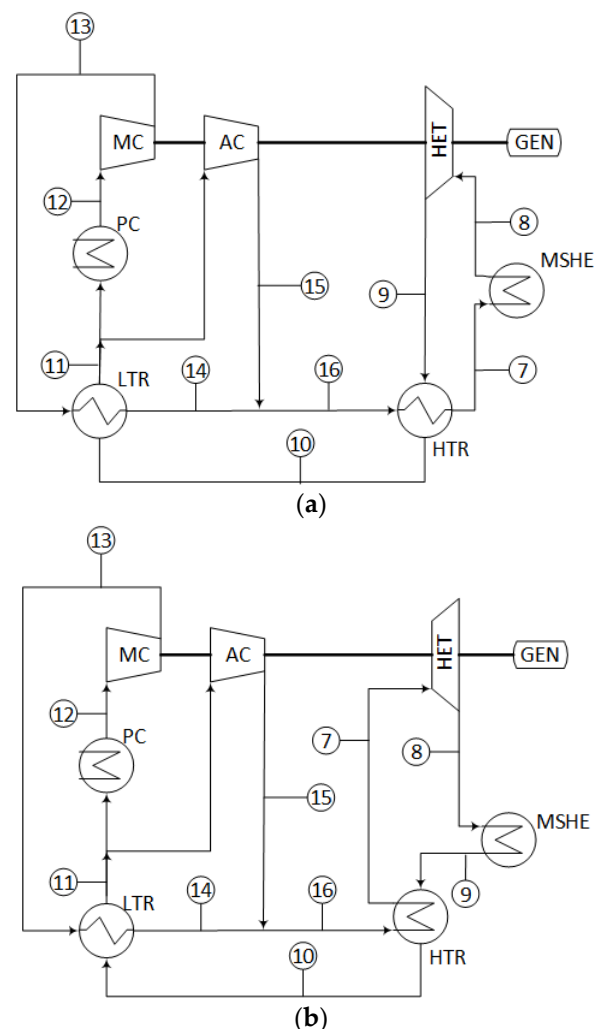 13
MC
AC
HET
GEN
12
PC
8
MSHE
9
15
11
LTR
14
16
7
10
HTR
(a)
13
MC
AC
HET
GEN
12
PC
7
8
15
MSHE
11
LTR
14
16
9
10
HTR
(b)